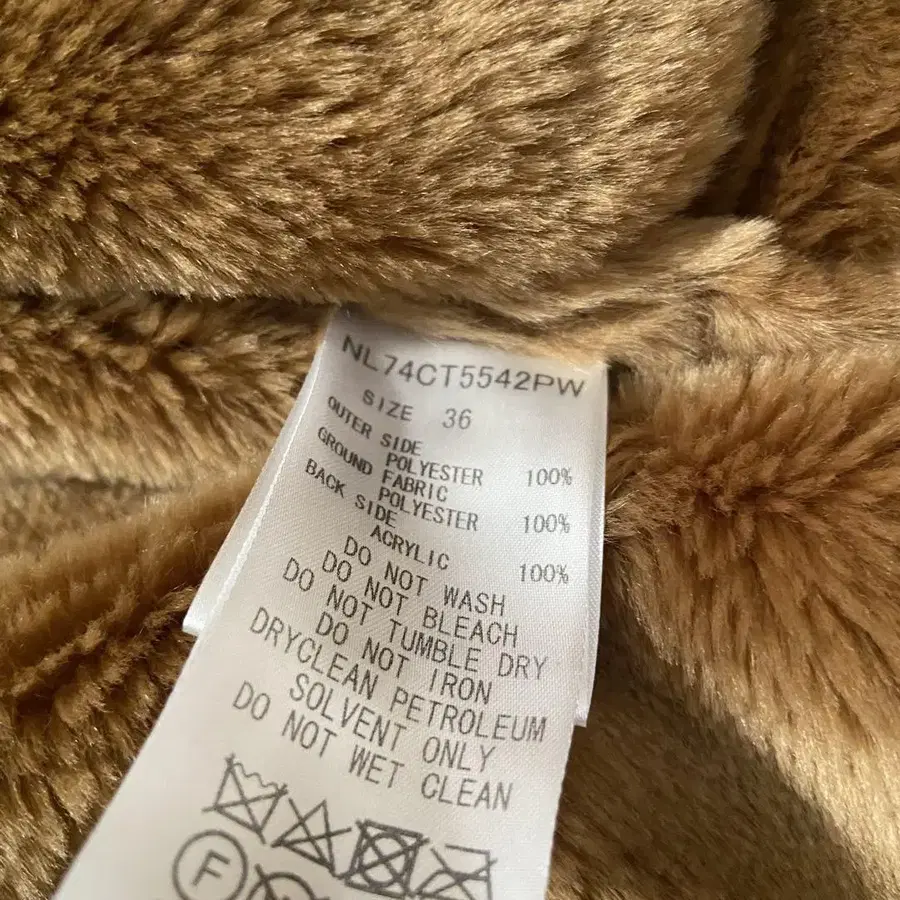 NL74CT5542PW
SIZE 36
OUTER SIDE
POLYESTER 100%
GROUND FABRIC
POLYESTER 100%
BACK SIDE
ACRYLIC 100%
DO NOT WASH
DO NOT BLEACH
DO NOT TUMBLE DRY
DO NOT IRON
DRYCLEAN PETROLEUM
SOLVENT ONLY
DO NOT WET CLEAN
F